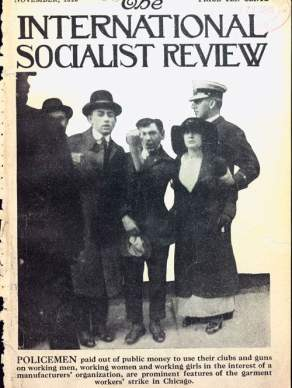 The
INTERNATIONAL
SOCIALIST REVIEW
POLICEMEN paid out of public money to use their clubs and guns
on working men, working women and working girls in the interest of a
manufacturers' organization, are prominent features of the garment
workers' strike in Chicago.